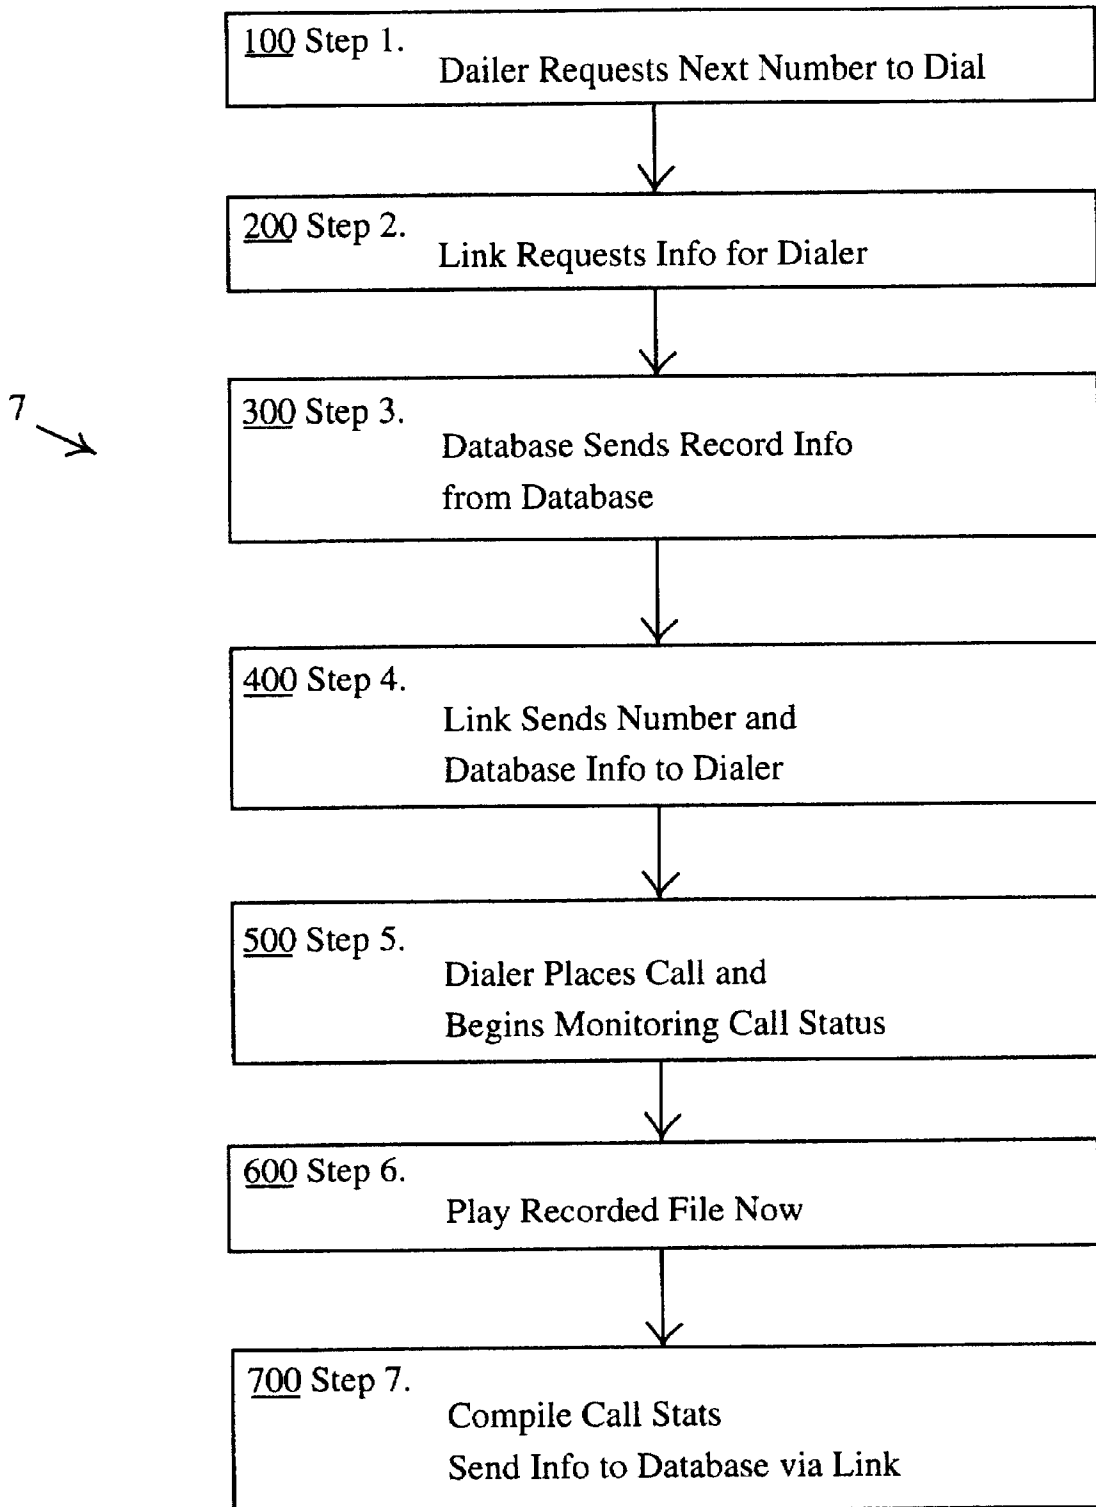 100 Step 1.
Dailer Requests Next Number to Dial
200 Step 2.
Link Requests Info for Dialer
7
300 Step 3.
Database Sends Record Info
from Database
400 Step 4.
Link Sends Number and
Database Info to Dialer
500 Step 5.
Dialer Places Call and
Begins Monitoring Call Status
600 Step 6.
Play Recorded File Now
700 Step 7.
Compile Call Stats
Send Info to Database via Link